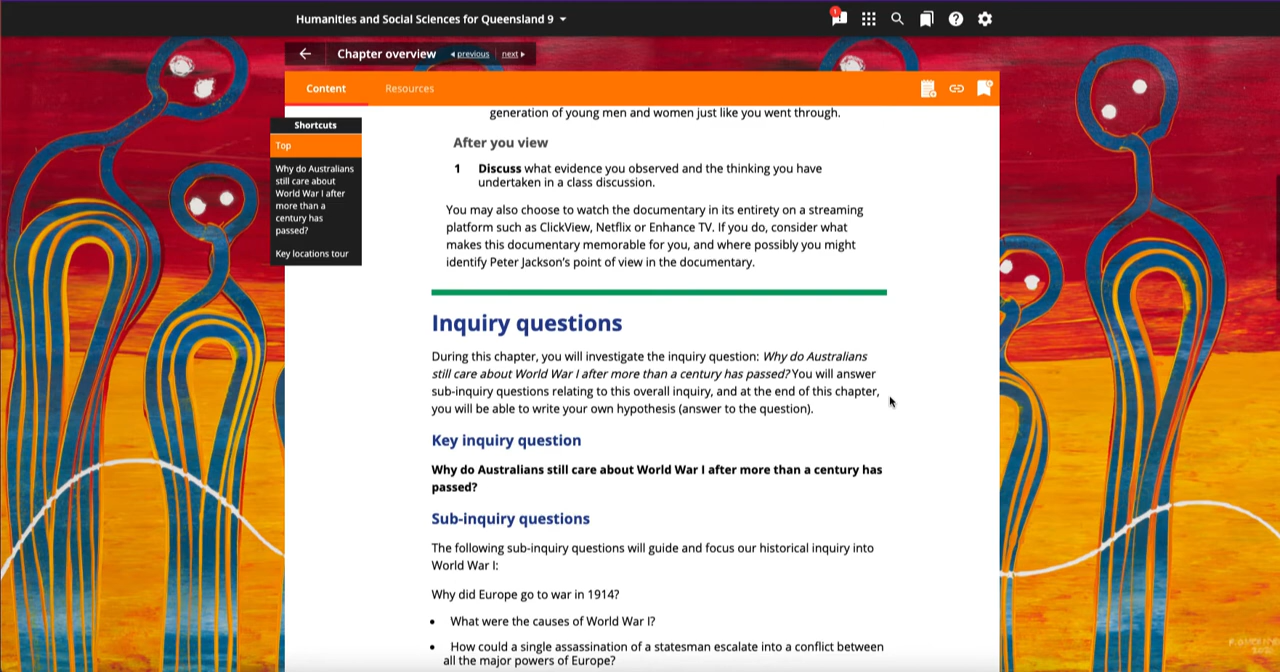 Humanities and Social Sciences for Queensland 9
1
Chapter overview
previous
next
Content
Resources
Shortcuts
Top
Why do Australians
still care about
World War I after
more than a
century has
passed?
Key locations tour
generation of young men and women just like you went through.
After you view
1 Discuss what evidence you observed and the thinking you have
undertaken in a class discussion.
You may also choose to watch the documentary in its entirety on a streaming
platform such as ClickView, Netflix or Enhance TV. If you do, consider what
makes this documentary memorable for you, and where possibly you might
identify Peter Jackson’s point of view in the documentary.
Inquiry questions
During this chapter, you will investigate the inquiry question: Why do Australians
still care about World War I after more than a century has passed? You will answer
sub-inquiry questions relating to this overall inquiry, and at the end of this chapter,
you will be able to write your own hypothesis (answer to the question).
Key inquiry question
Why do Australians still care about World War I after more than a century has
passed?
Sub-inquiry questions
The following sub-inquiry questions will guide and focus our historical inquiry into
World War I:
Why did Europe go to war in 1914?
• What were the causes of World War I?
• How could a single assassination of a statesman escalate into a conflict between
all the major powers of Europe?